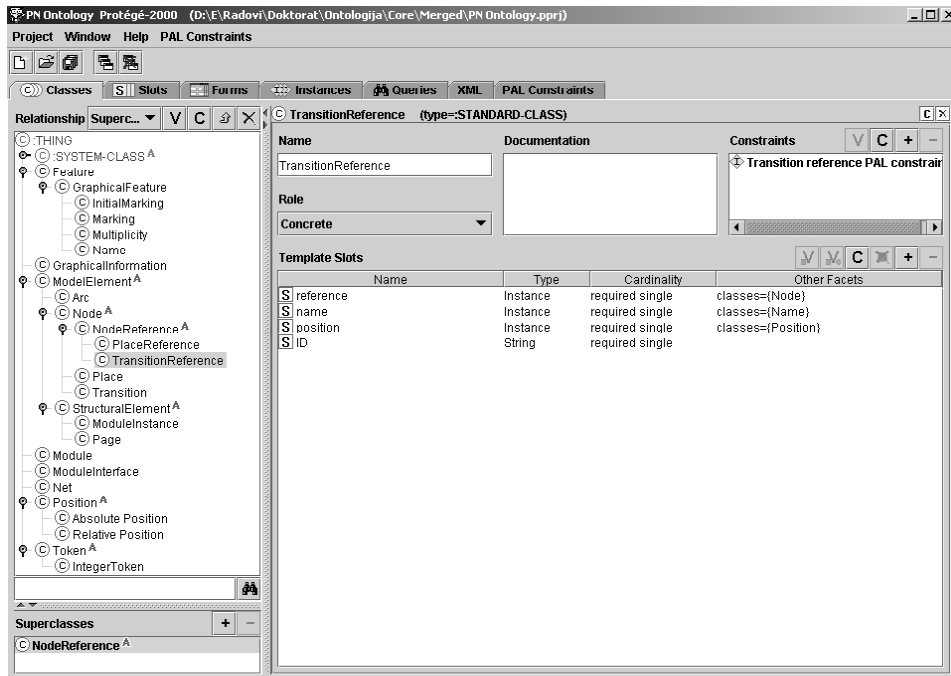 PN Ontology Protégé-2000 (D:\E\Radovi\Doktorat\Ontologija\Core\Merged\PN Ontology.pprj)
Project Window Help PAL Constraints
C Classes S Slots Forms Instances Queries XML PAL Constraints
Relationship Superc... V C
C :THING
C :SYSTEM-CLASS A
C Feature
C GraphicalFeature
C InitialMarking
C Marking
C Multiplicity
C Name
C GraphicalInformation
C ModelElement A
C Arc
C Node A
C NodeReference A
C PlaceReference
C TransitionReference
C Place
C Transition
C StructuralElement A
C ModuleInstance
C Page
C Module
C ModuleInterface
C Net
C Position A
C Absolute Position
C Relative Position
C Token A
C IntegerToken
Superclasses + -
C NodeReference A
C TransitionReference (type=:STANDARD-CLASS) C X
Name
TransitionReference
Role
Concrete
Documentation
Constraints V C + -
I Transition reference PAL constrain
Template Slots V V C + -
Name Type Cardinality Other Facets
S reference Instance required single classes={Node}
S name Instance required single classes={Name}
S position Instance required single classes={Position}
S ID String required single